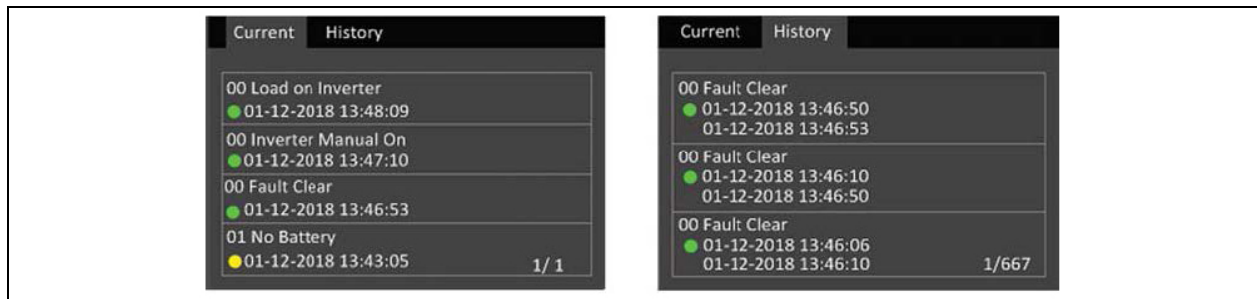 Current History
00 Load on Inverter
01-12-2018 13:48:09
00 Inverter Manual On
01-12-2018 13:47:10
00 Fault Clear
01-12-2018 13:46:53
01 No Battery
01-12-2018 13:43:05
1/ 1
Current History
00 Fault Clear
01-12-2018 13:46:50
01-12-2018 13:46:53
00 Fault Clear
01-12-2018 13:46:10
01-12-2018 13:46:50
00 Fault Clear
01-12-2018 13:46:06
01-12-2018 13:46:10
1/667